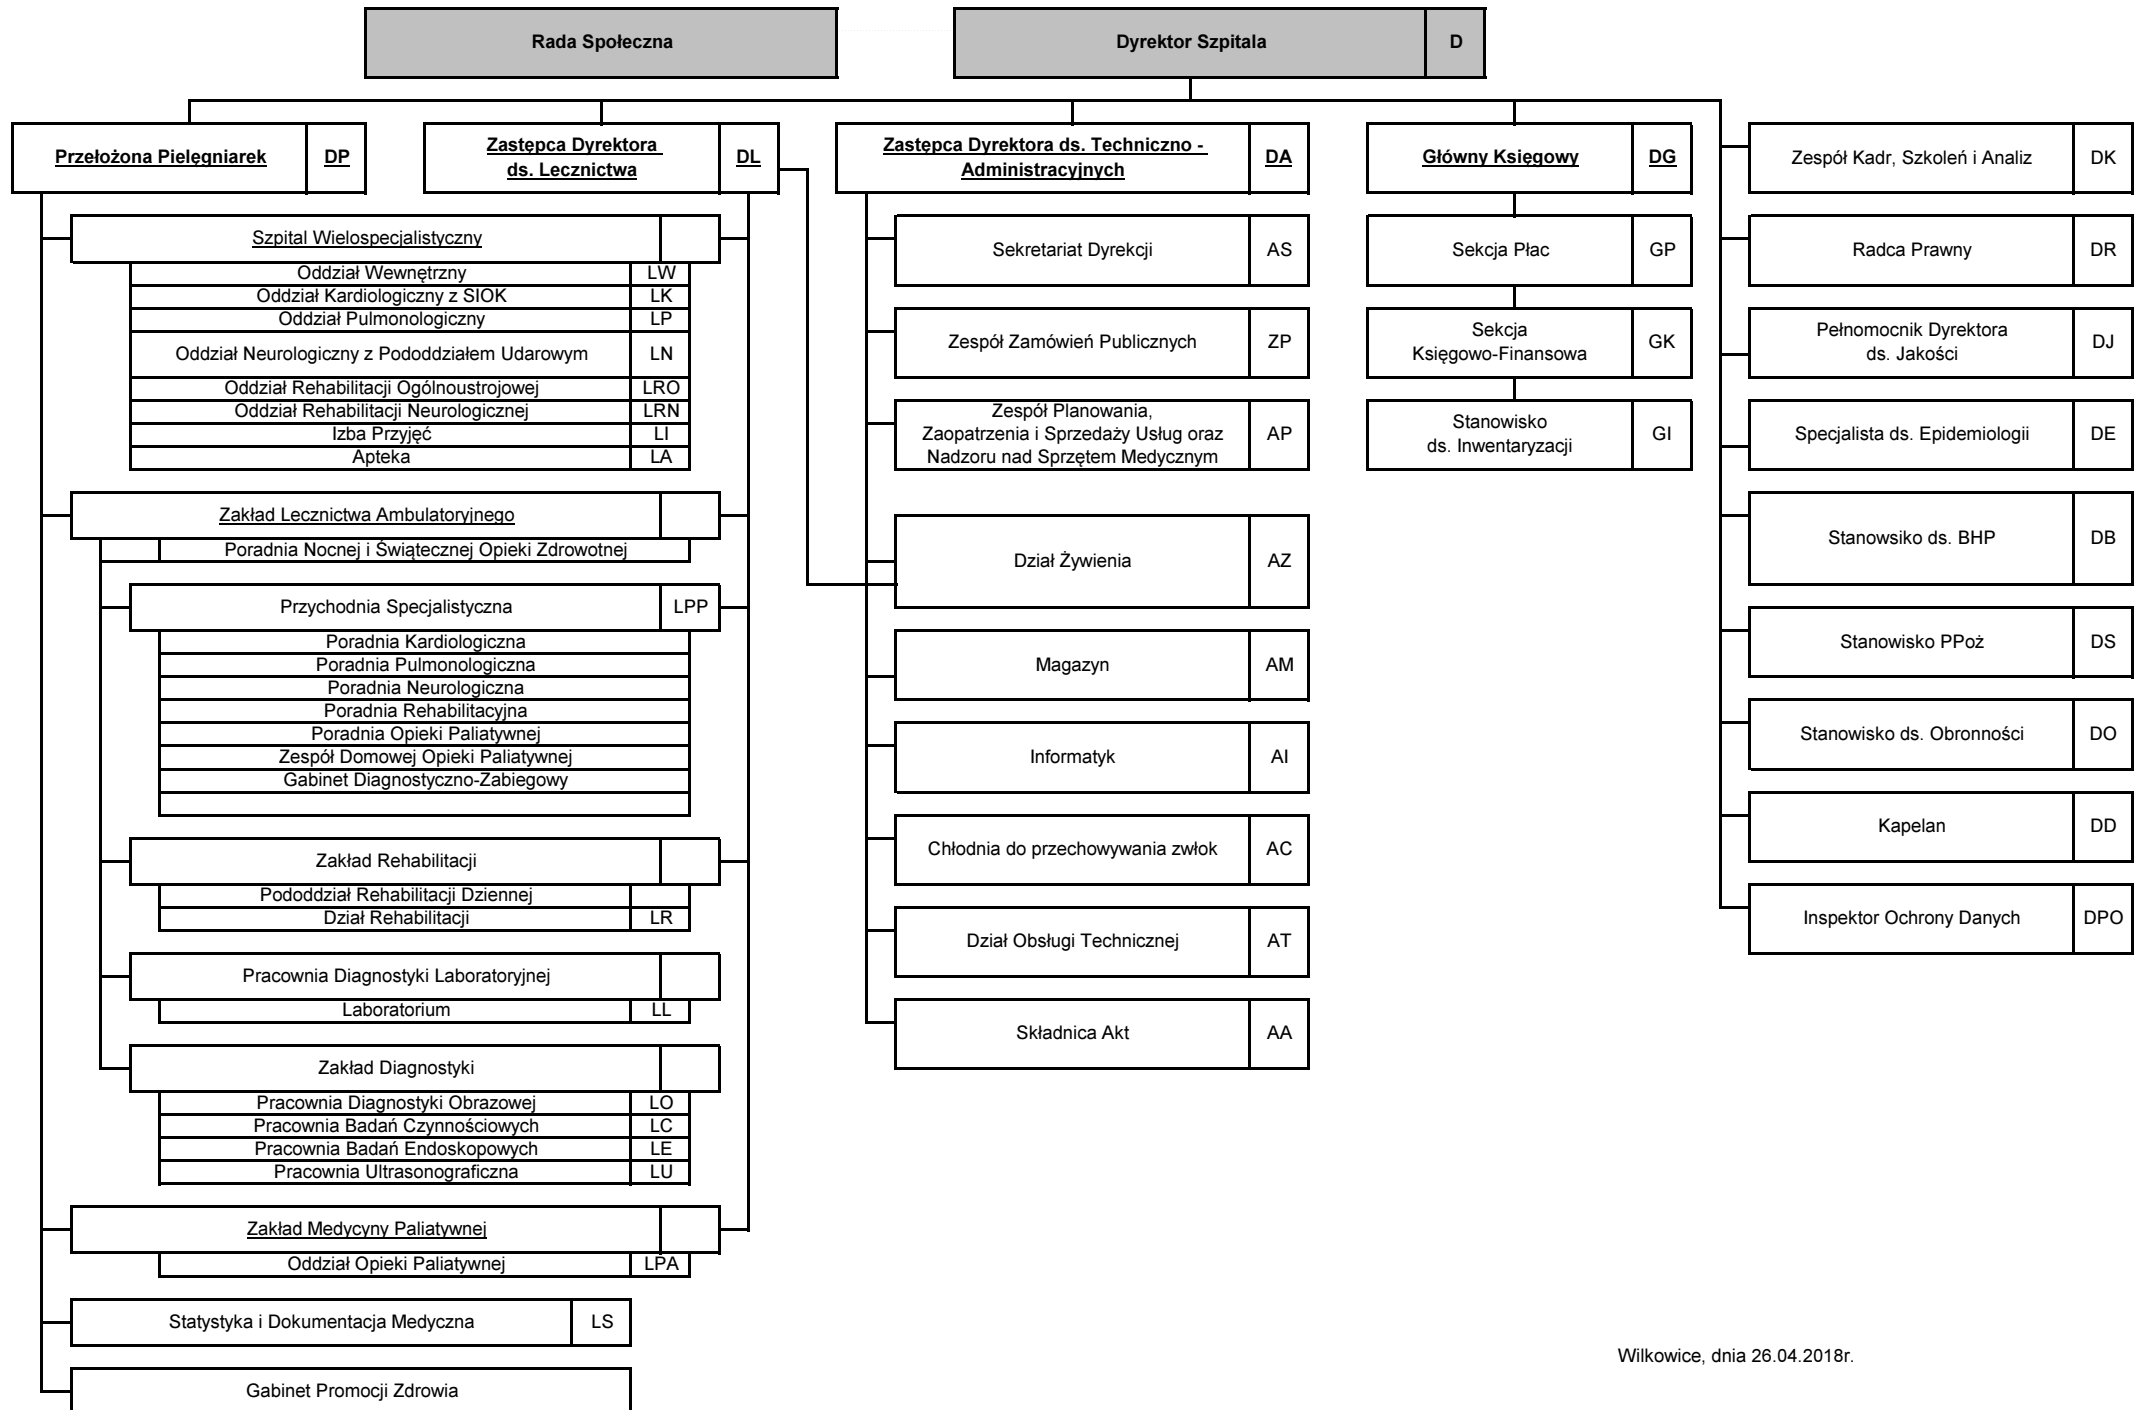 Rada Społeczna
Dyrektor Szpitala D
Przełożona Pielęgniarek DP
Zastępca Dyrektora
ds. Lecznictwa
DL
Zastępca Dyrektora ds. Techniczno -
Administracyjnych
DA
Główny Księgowy DG
Szpital Wielospecjalistyczny
Oddział Wewnętrzny LW
Oddział Kardiologiczny z SIOK LK
Oddział Pulmonologiczny LP
Oddział Neurologiczny z Pododdziałem Udarowym LN
Oddział Rehabilitacji Ogólnoustrojowej LRO
Oddział Rehabilitacji Neurologicznej LRN
Izba Przyjęć LI
Apteka LA
Zakład Lecznictwa Ambulatoryjnego
Poradnia Nocnej i Świątecznej Opieki Zdrowotnej
Przychodnia Specjalistyczna LPP
Poradnia Kardiologiczna
Poradnia Pulmonologiczna
Poradnia Neurologiczna
Poradnia Rehabilitacyjna
Poradnia Opieki Paliatywnej
Zespół Domowej Opieki Paliatywnej
Gabinet Diagnostyczno-Zabiegowy
Zakład Rehabilitacji
Pododdział Rehabilitacji Dziennej
Dział Rehabilitacji LR
Pracownia Diagnostyki Laboratoryjnej
Laboratorium LL
Zakład Diagnostyki
Pracownia Diagnostyki Obrazowej LO
Pracownia Badań Czynnościowych LC
Pracownia Badań Endoskopowych LE
Pracownia Ultrasonograficzna LU
Zakład Medycyny Paliatywnej
Oddział Opieki Paliatywnej LPA
Statystyka i Dokumentacja Medyczna LS
Gabinet Promocji Zdrowia
Sekretariat Dyrekcji AS
Zespół Zamówień Publicznych ZP
Zespół Planowania,
Zaopatrzenia i Sprzedaży Usług oraz
Nadzoru nad Sprzętem Medycznym
AP
Dział Żywienia AZ
Magazyn AM
Informatyk AI
Chłodnia do przechowywania zwłok AC
Dział Obsługi Technicznej AT
Składnica Akt AA
Sekcja Płac GP
Sekcja
Księgowo-Finansowa
GK
Stanowisko
ds. Inwentaryzacji
GI
Zespół Kadr, Szkoleń i Analiz DK
Radca Prawny DR
Pełnomocnik Dyrektora
ds. Jakości
DJ
Specjalista ds. Epidemiologii DE
Stanowsiko ds. BHP DB
Stanowisko PPoż DS
Stanowisko ds. Obronności DO
Kapelan DD
Inspektor Ochrony Danych DPO
Wilkowice, dnia 26.04.2018r.